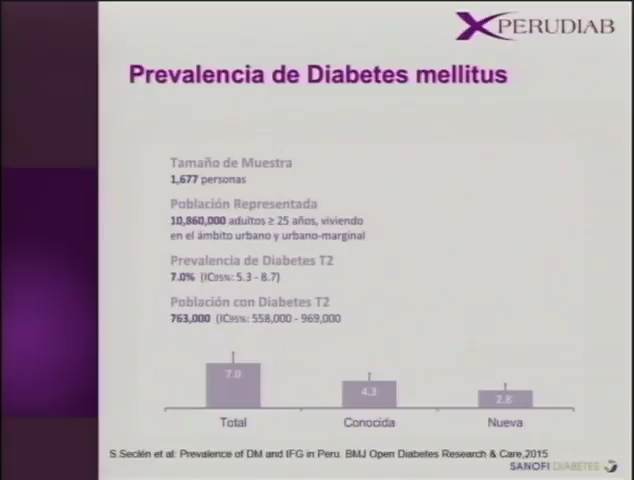 PERUDIAB
Prevalencia de Diabetes mellitus
Tamaño de Muestra
1,677 personas
Población Representada
10,860,000 adultos ≥ 25 años, viviendo
en el ámbito urbano y urbano-marginal
Prevalencia de Diabetes T2
7.0% (IC95%: 5.3 - 8.7)
Población con Diabetes T2
763,000 (IC95%: 558,000 - 969,000
7.0
4.3
2.8
Total Conocida Nueva
S.Seclén et al: Prevalence of DM and IFG in Peru. BMJ Open Diabetes Research & Care,2015
SANOFI DIABETES